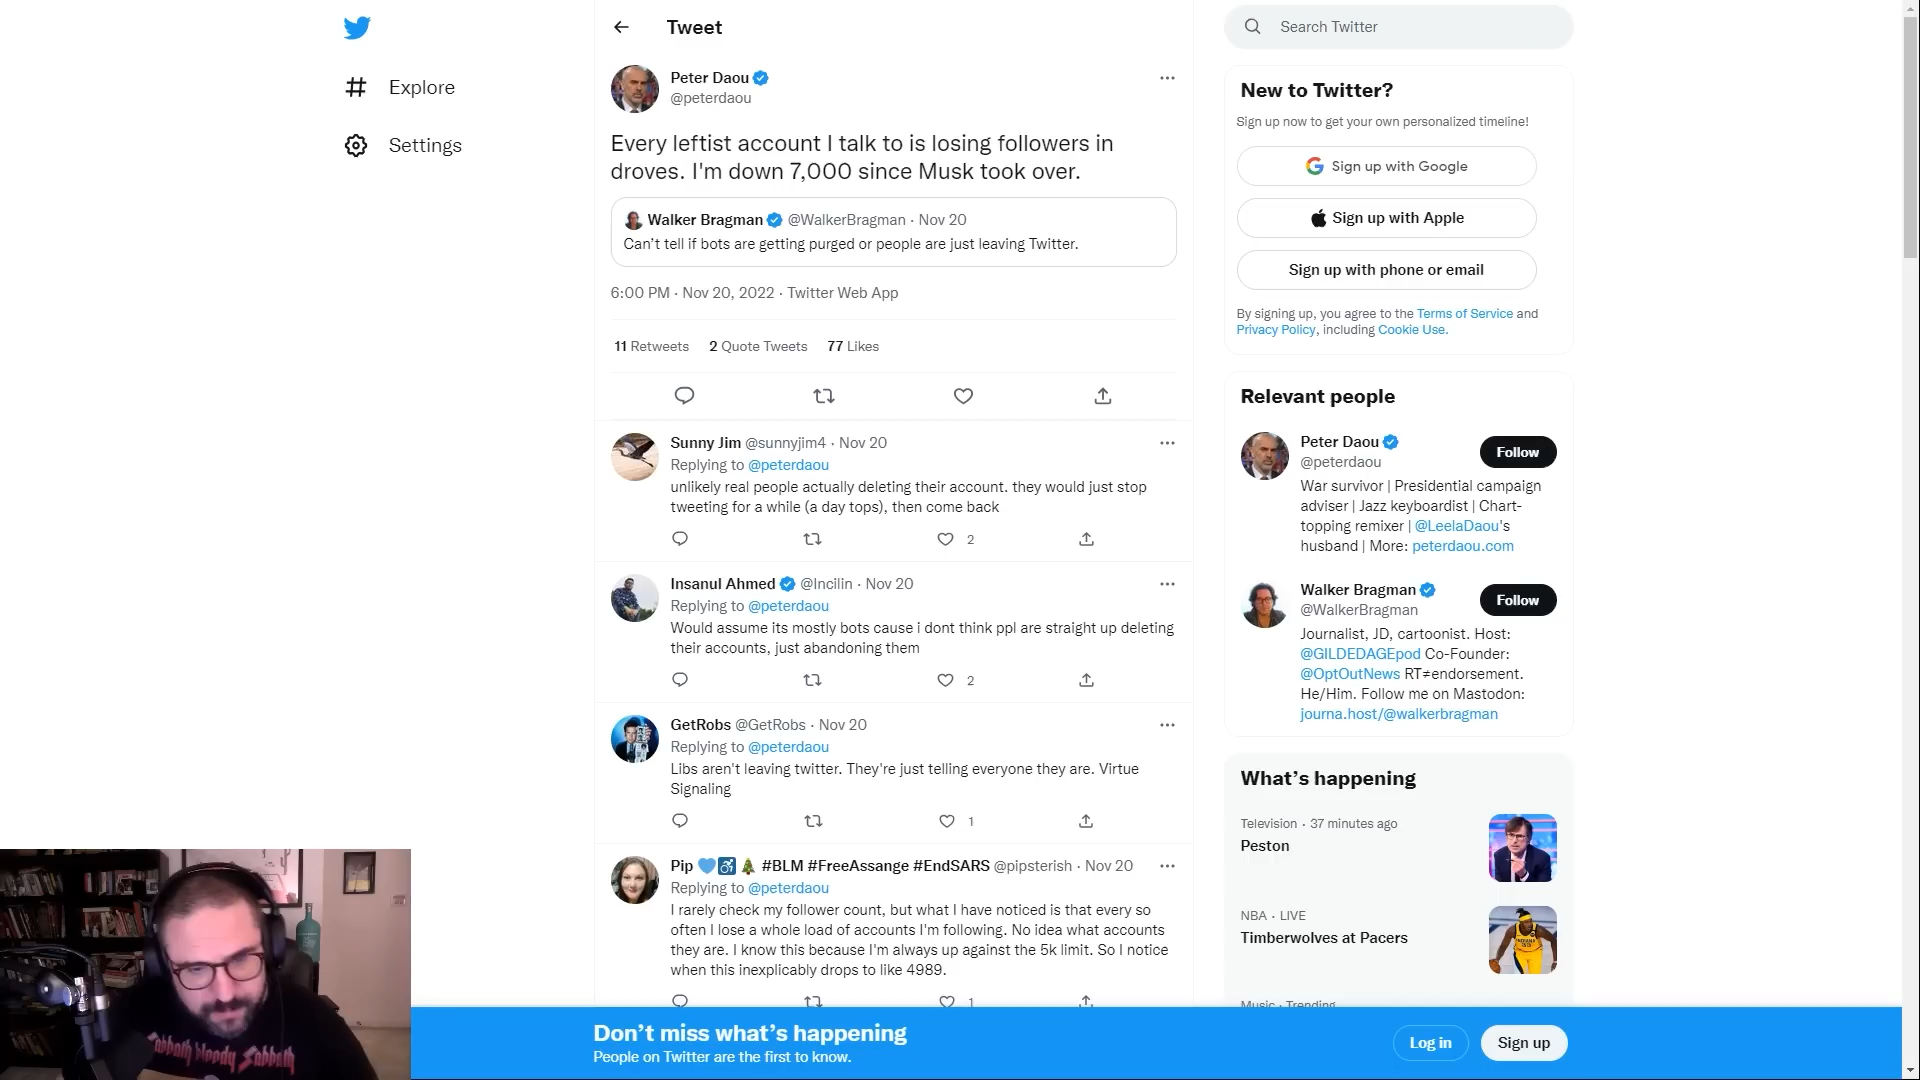 Explore
Settings
Tweet
Peter Daou
@peterdaou
Every leftist account I talk to is losing followers in
droves. I'm down 7,000 since Musk took over.
Walker Bragman @WalkerBragman · Nov 20
Can't tell if bots are getting purged or people are just leaving Twitter.
6:00 PM · Nov 20, 2022 · Twitter Web App
11 Retweets 2 Quote Tweets 77 Likes
Sunny Jim @sunnyjim4 · Nov 20
Replying to @peterdaou
unlikely real people actually deleting their account. they would just stop
tweeting for a while (a day tops), then come back
2
Insanul Ahmed @Incilin · Nov 20
Replying to @peterdaou
Would assume its mostly bots cause i dont think ppl are straight up deleting
their accounts, just abandoning them
2
GetRobs @GetRobs · Nov 20
Replying to @peterdaou
Libs aren't leaving twitter. They're just telling everyone they are. Virtue
Signaling
1
Pip #BLM #FreeAssange #EndSARS @pipsterish · Nov 20
Replying to @peterdaou
I rarely check my follower count, but what I have noticed is that every so
often I lose a whole load of accounts I'm following. No idea what accounts
they are. I know this because I'm always up against the 5k limit. So I notice
when this inexplicably drops to like 4989.
1
Search Twitter
New to Twitter?
Sign up now to get your own personalized timeline!
Sign up with Google
Sign up with Apple
Sign up with phone or email
By signing up, you agree to the Terms of Service and
Privacy Policy, including Cookie Use.
Relevant people
Peter Daou
@peterdaou
Follow
War survivor | Presidential campaign
adviser | Jazz keyboardist | Chart-
topping remixer | @LeelaDaou's
husband | More: peterdaou.com
Walker Bragman
@WalkerBragman
Follow
Journalist, JD, cartoonist. Host:
@GILDEDAGEpod Co-Founder:
@OptOutNews RT≠endorsement.
He/Him. Follow me on Mastodon:
journa.host/@walkerbragman
What's happening
Television · 37 minutes ago
Peston
NBA · LIVE
Timberwolves at Pacers
Music · Trending
Don't miss what's happening
People on Twitter are the first to know.
Log in
Sign up
Sabbath bloody Sabbath